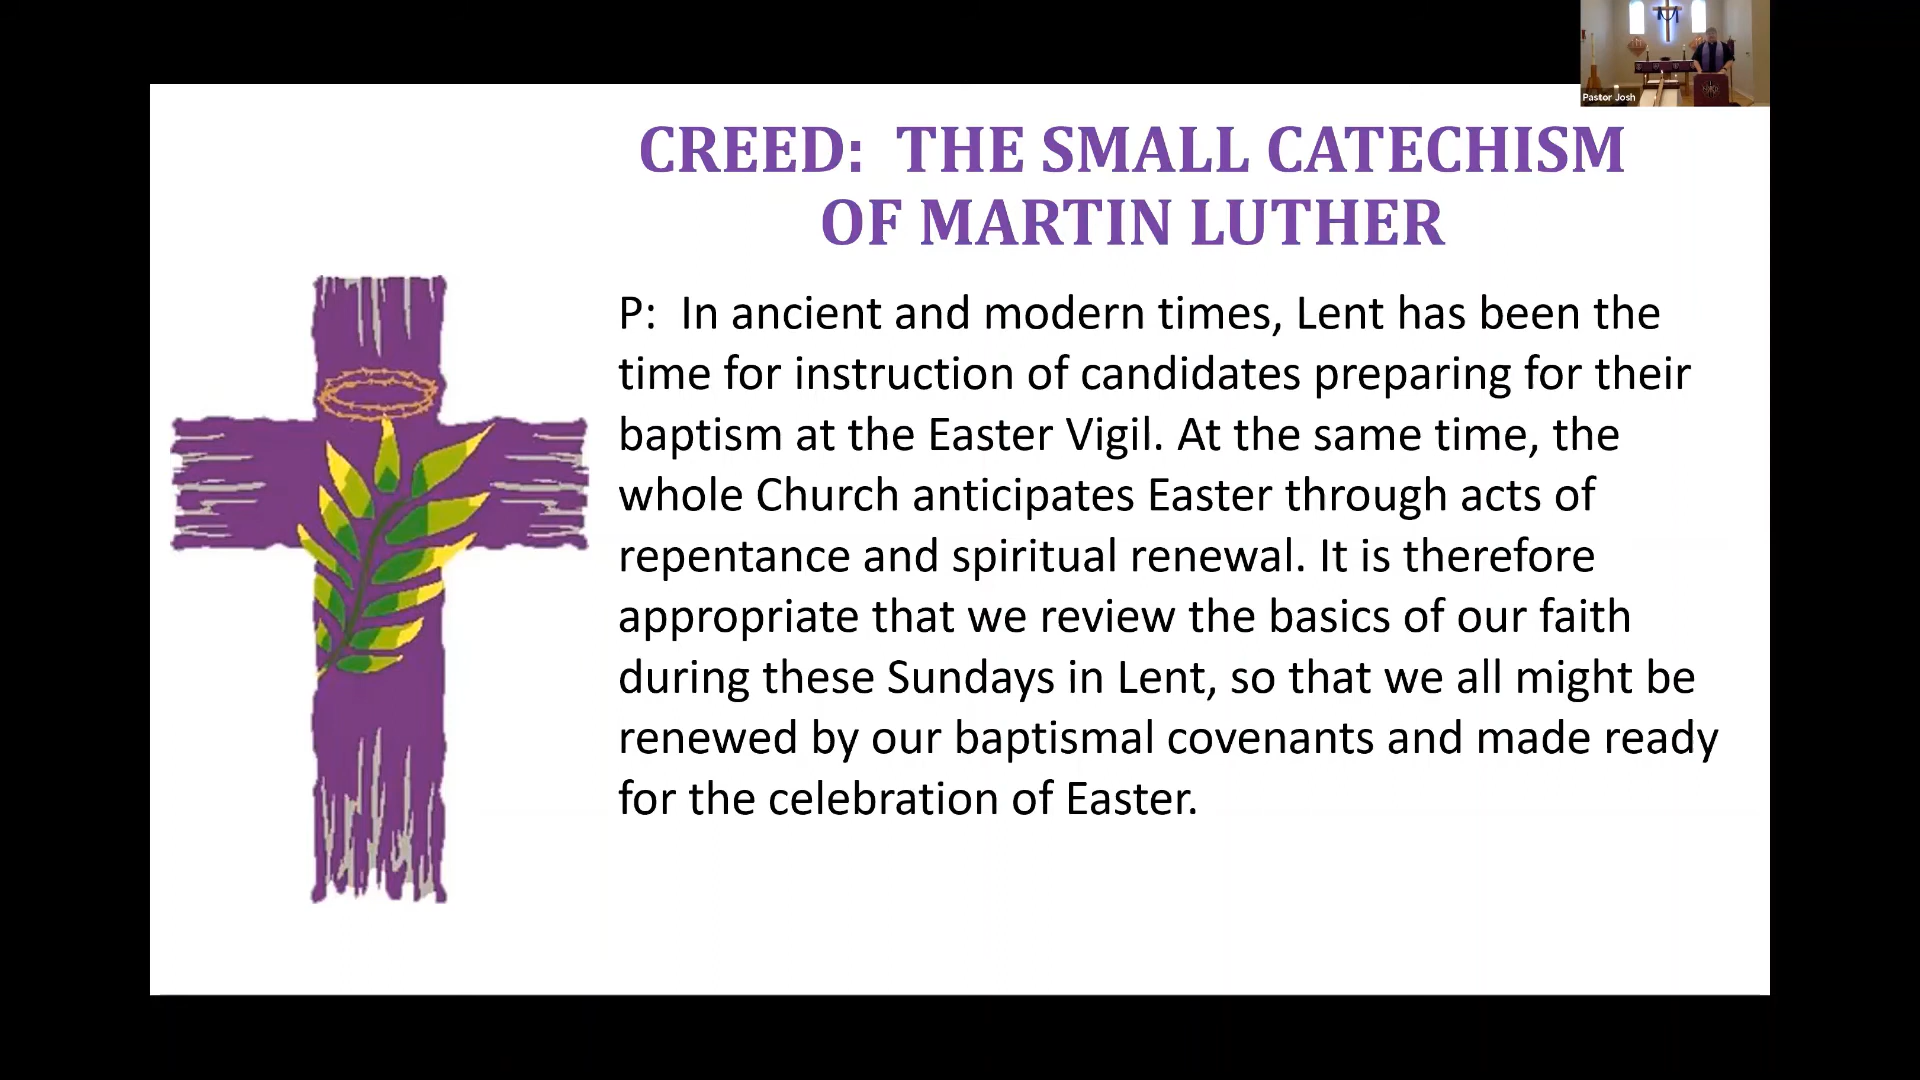 Pastor Josh
CREED:  THE SMALL CATECHISM
OF MARTIN LUTHER
P:  In ancient and modern times, Lent has been the
time for instruction of candidates preparing for their
baptism at the Easter Vigil. At the same time, the
whole Church anticipates Easter through acts of
repentance and spiritual renewal. It is therefore
appropriate that we review the basics of our faith
during these Sundays in Lent, so that we all might be
renewed by our baptismal covenants and made ready
for the celebration of Easter.